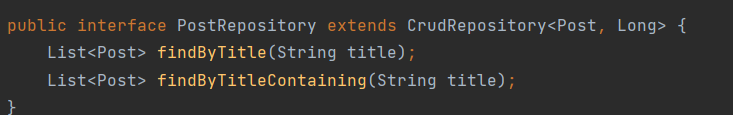 public interface PostRepository extends CrudRepository<Post, Long> {
    List<Post> findByTitle(String title);
    List<Post> findByTitleContaining(String title);
}